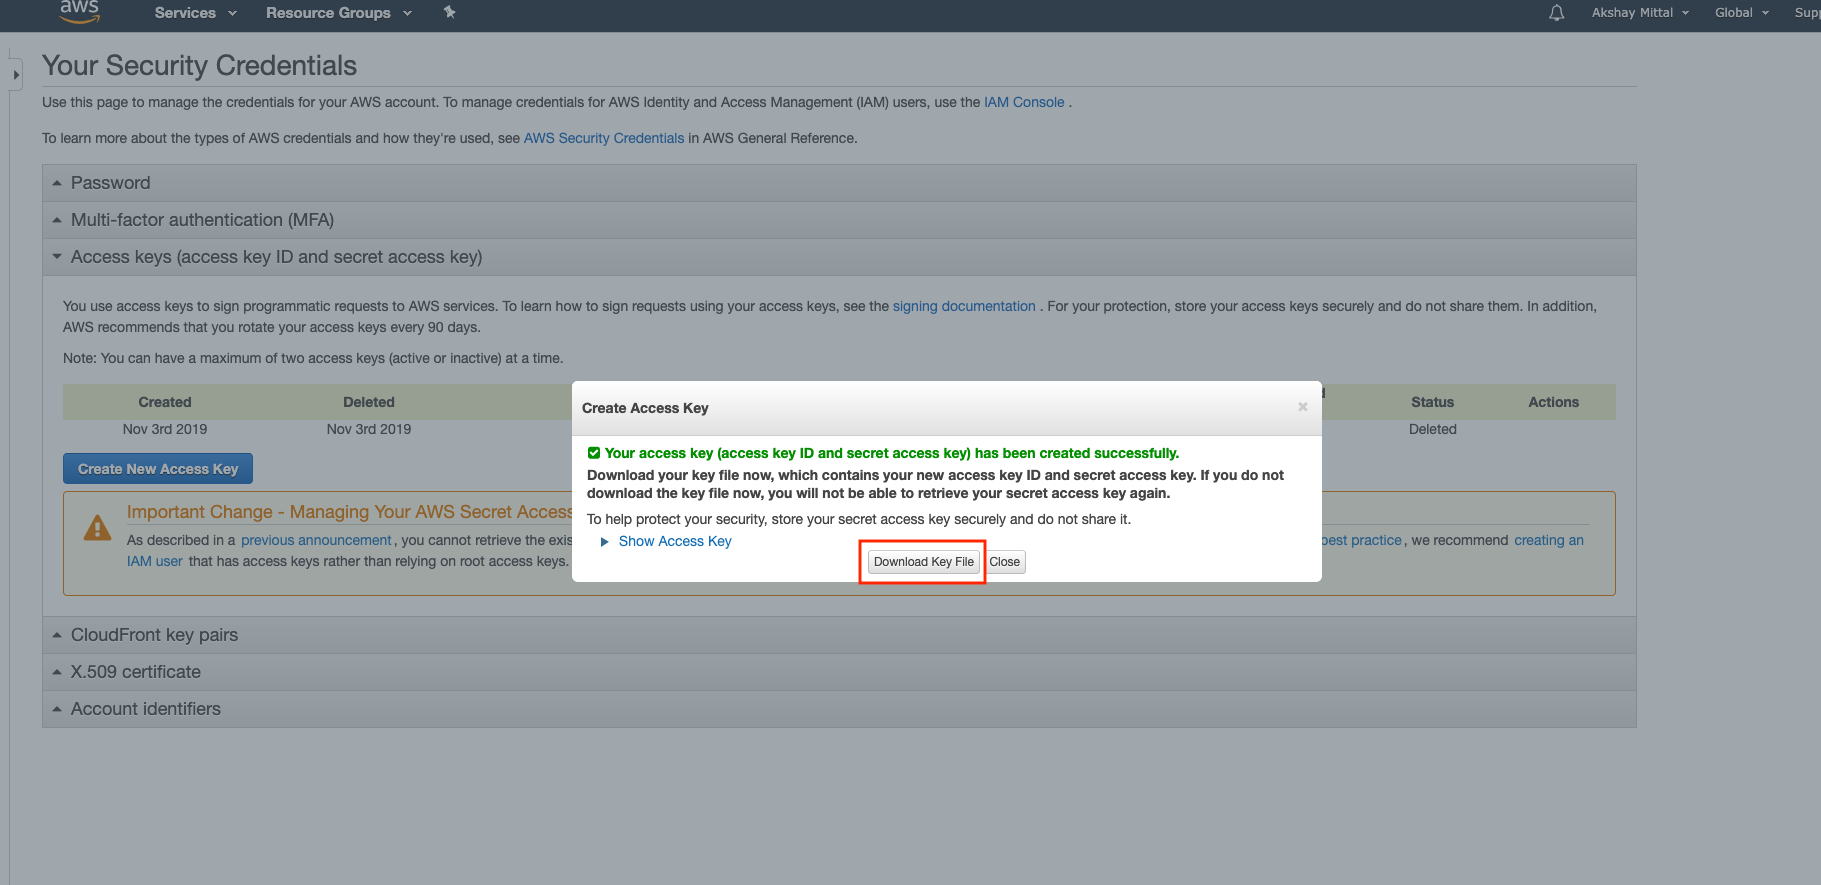 aws Services Resource Groups Akshay Mittal Global Supp
Your Security Credentials
Use this page to manage the credentials for your AWS account. To manage credentials for AWS Identity and Access Management (IAM) users, use the IAM Console .
To learn more about the types of AWS credentials and how they're used, see AWS Security Credentials in AWS General Reference.
Password
Multi-factor authentication (MFA)
Access keys (access key ID and secret access key)
You use access keys to sign programmatic requests to AWS services. To learn how to sign requests using your access keys, see the signing documentation . For your protection, store your access keys securely and do not share them. In addition,
AWS recommends that you rotate your access keys every 90 days.
Note: You can have a maximum of two access keys (active or inactive) at a time.
Created Deleted Status Actions
Nov 3rd 2019 Nov 3rd 2019 Deleted
Create New Access Key
Important Change - Managing Your AWS Secret Access
As described in a previous announcement, you cannot retrieve the exis best practice, we recommend creating an
IAM user that has access keys rather than relying on root access keys.
Create Access Key
Your access key (access key ID and secret access key) has been created successfully.
Download your key file now, which contains your new access key ID and secret access key. If you do not
download the key file now, you will not be able to retrieve your secret access key again.
To help protect your security, store your secret access key securely and do not share it.
Show Access Key
Download Key File Close
CloudFront key pairs
X.509 certificate
Account identifiers